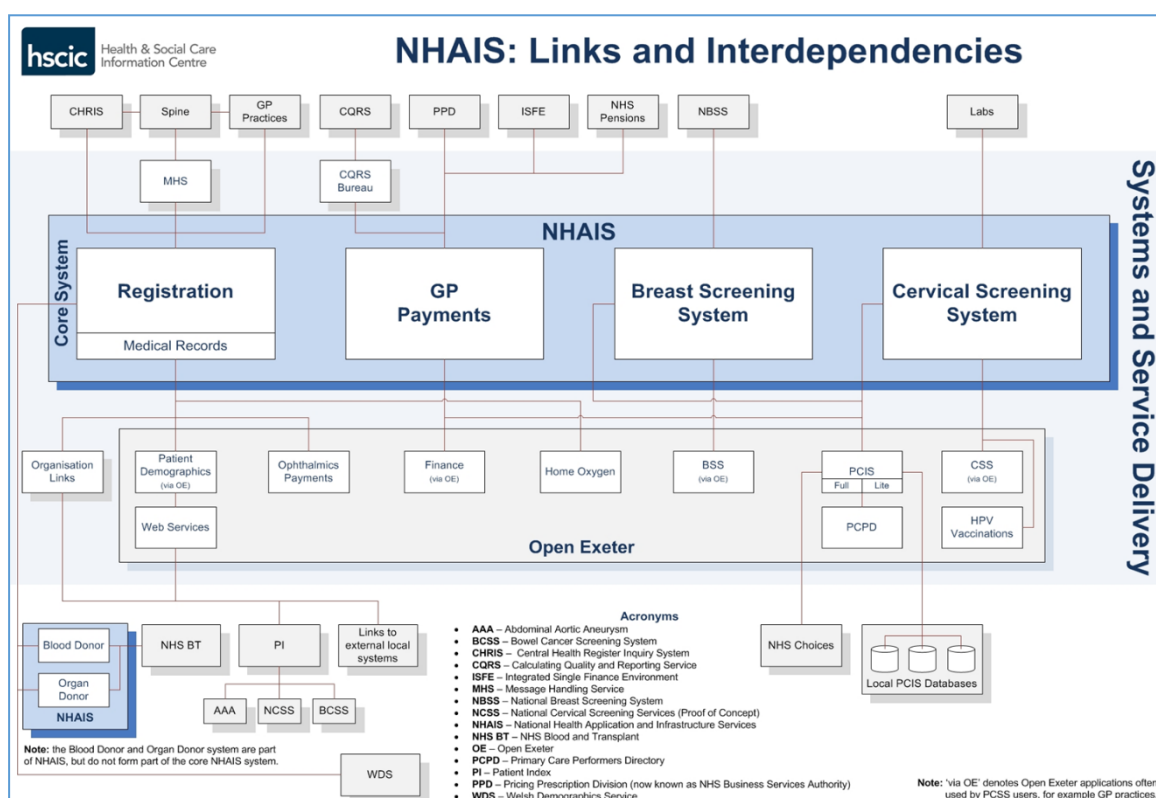 hscic Health & Social Care
Information Centre
NHAIS: Links and Interdependencies
CHRIS
Spine
GP
Practices
CQRS
PPD
ISFE
NHS
Pensions
NBSS
Labs
MHS
CQRS
Bureau
Systems and Service Delivery
NHAIS
Core System
Registration
Medical Records
GP
Payments
Breast Screening
System
Cervical Screening
System
Organisation
Links
Patient
Demographics
(via OE)
Ophthalmics
Payments
Finance
(via OE)
Home Oxygen
BSS
(via OE)
PCIS
Full Lite
CSS
(via OE)
Web Services
PCPD
HPV
Vaccinations
Open Exeter
Blood Donor
Organ
Donor
NHAIS
NHS BT
PI
Links to
external local
systems
AAA
NCSS
BCSS
WDS
NHS Choices
Local PCIS Databases
Note: the Blood Donor and Organ Donor system are part
of NHAIS, but do not form part of the core NHAIS system.
Acronyms
• AAA – Abdominal Aortic Aneurysm
• BCSS – Bowel Cancer Screening System
• CHRIS – Central Health Register Inquiry System
• CQRS – Calculating Quality and Reporting Service
• ISFE – Integrated Single Finance Environment
• MHS – Message Handling Service
• NBSS – National Breast Screening System
• NCSS – National Cervical Screening Services (Proof of Concept)
• NHAIS – National Health Application and Infrastructure Services
• NHS BT – NHS Blood and Transplant
• OE – Open Exeter
• PCPD – Primary Care Performers Directory
• PI – Patient Index
• PPD – Pricing Prescription Division (now known as NHS Business Services Authority)
• WDS – Welsh Demographics Service
Note: 'via OE' denotes Open Exeter applications often
used by PCSS users, for example GP practices